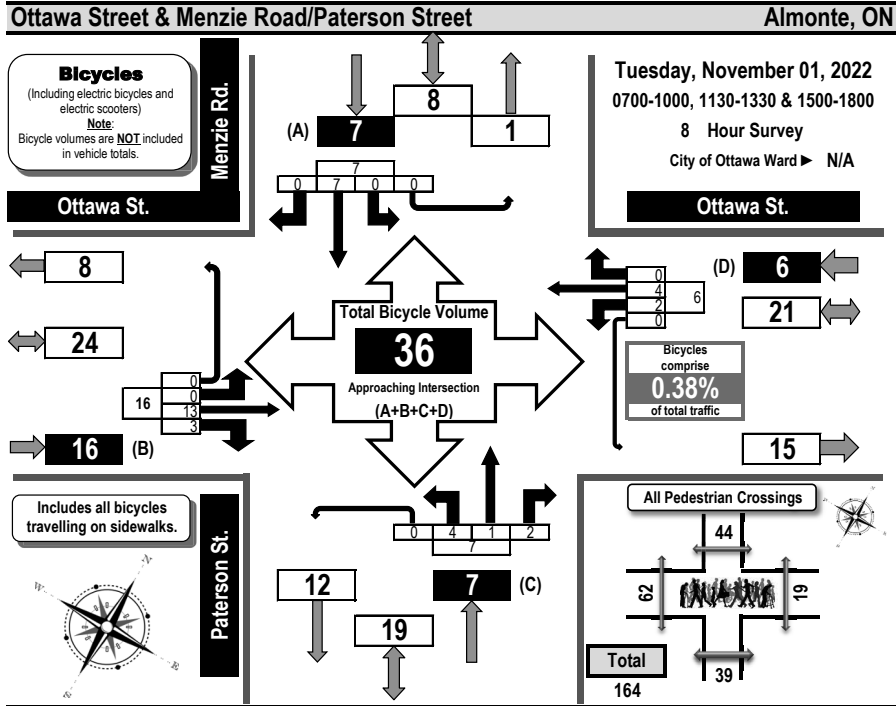 Ottawa Street & Menzie Road/Paterson Street
Almonte, ON
Bicycles
(Including electric bicycles and
electric scooters)
Note:
Bicycle volumes are NOT included
in vehicle totals.
Menzie Rd.
Ottawa St.
8
(A)
7
1
7
0 7 0 0
Tuesday, November 01, 2022
0700-1000, 1130-1330 & 1500-1800
8 Hour Survey
City of Ottawa Ward ► N/A
Ottawa St.
8
24
16
0
0
13
3
16
(B)
Total Bicycle Volume
36
Approaching Intersection
(A+B+C+D)
0
4
2
0
6
(D)
6
21
Bicycles
comprise
0.38%
of total traffic
15
Includes all bicycles
travelling on sidewalks.
Paterson St.
N
W
E
S
0 4 1 2
7
12
7
(C)
19
All Pedestrian Crossings
44
62
19
39
Total
164